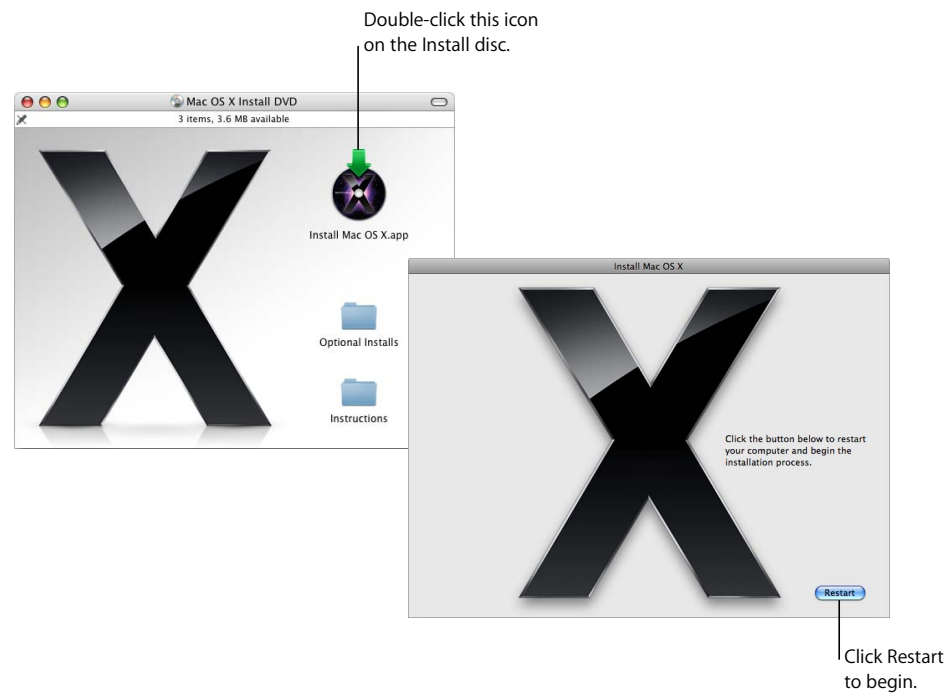 Double-click this icon
on the Install disc.
Mac OS X Install DVD
3 items, 3.6 MB available
Install Mac OS X.app
Optional Installs
Instructions
Install Mac OS X
Click the button below to restart
your computer and begin the
installation process.
Restart
Click Restart
to begin.